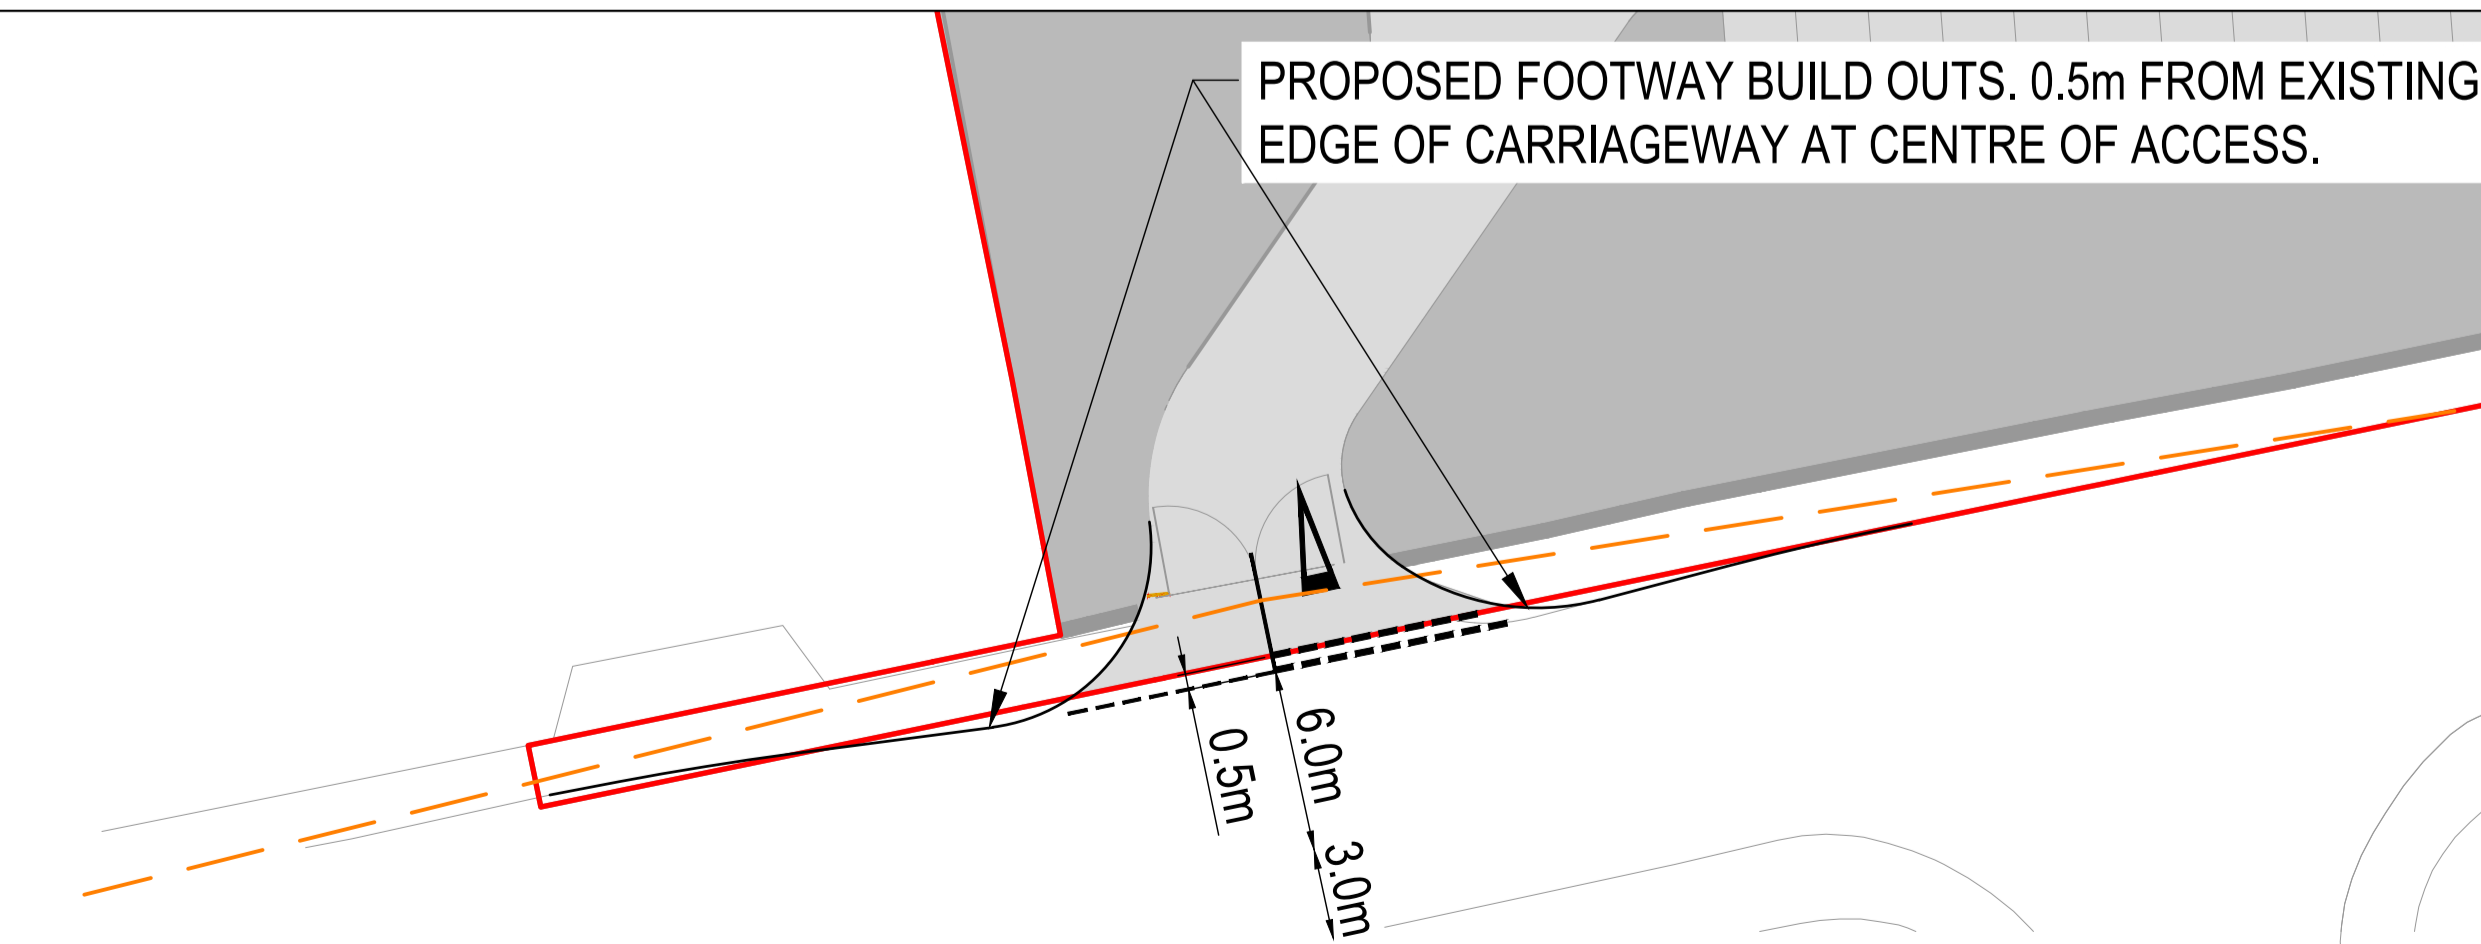 PROPOSED FOOTWAY BUILD OUTS. 0.5m FROM EXISTING
EDGE OF CARRIAGEWAY AT CENTRE OF ACCESS.
0.5m
6.0m
3.0m